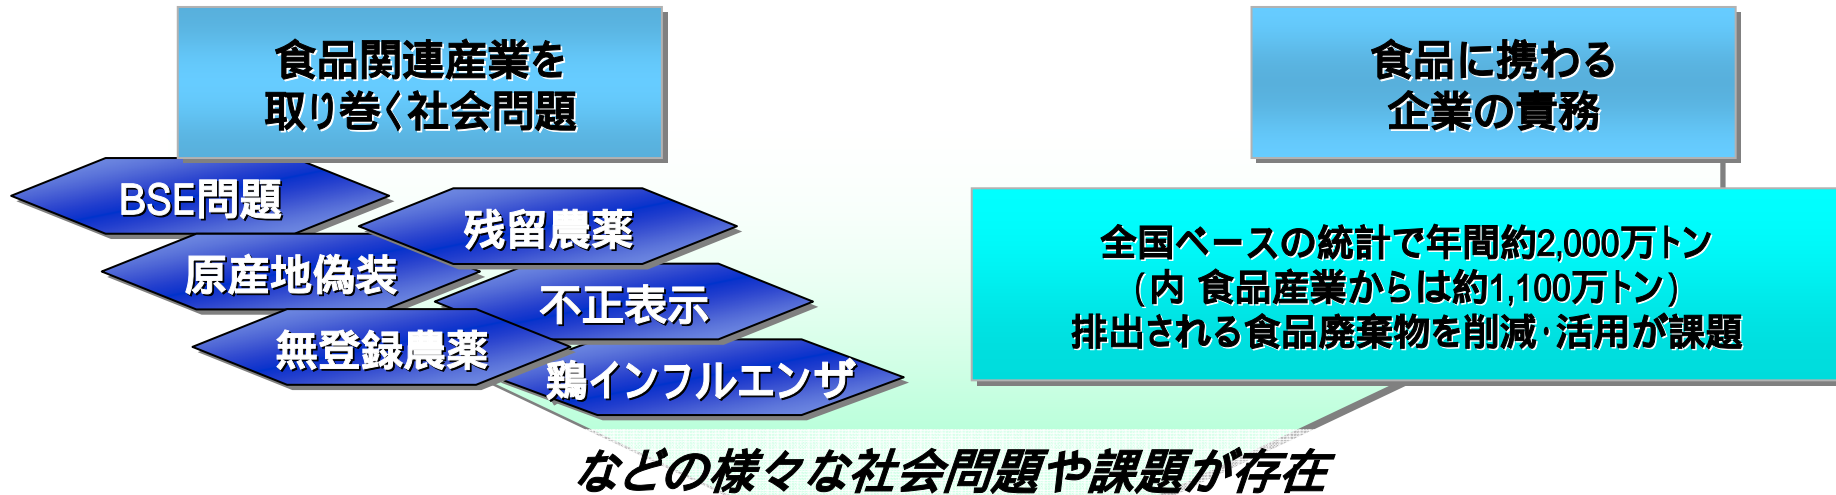 食品関連産業を
取り巻く社会問題
BSE問題
残留農薬
原産地偽装
不正表示
無登録農薬
鶏インフルエンザ
食品に携わる
企業の責務
全国ベースの統計で年間約2,000万トン
(内 食品産業からは約1,100万トン)
排出される食品廃棄物を削減･活用が課題
などの様々な社会問題や課題が存在